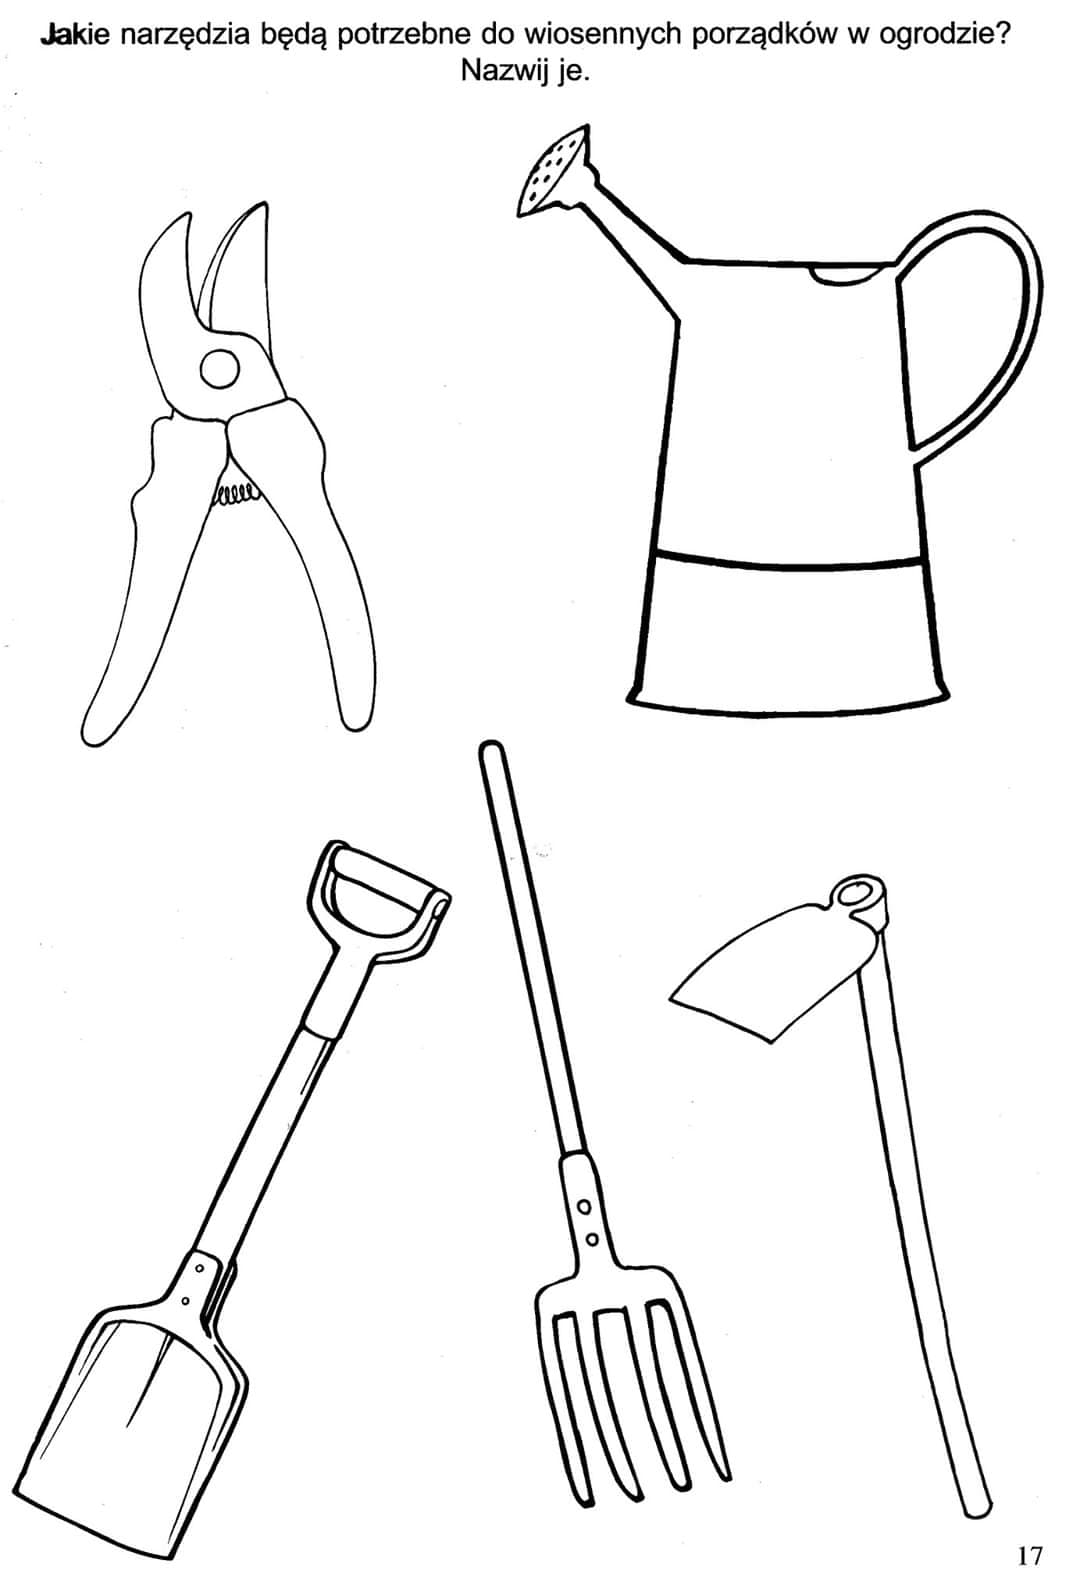 Jakie narzędzia będą potrzebne do wiosennych porządków w ogrodzie?
Nazwij je.
17